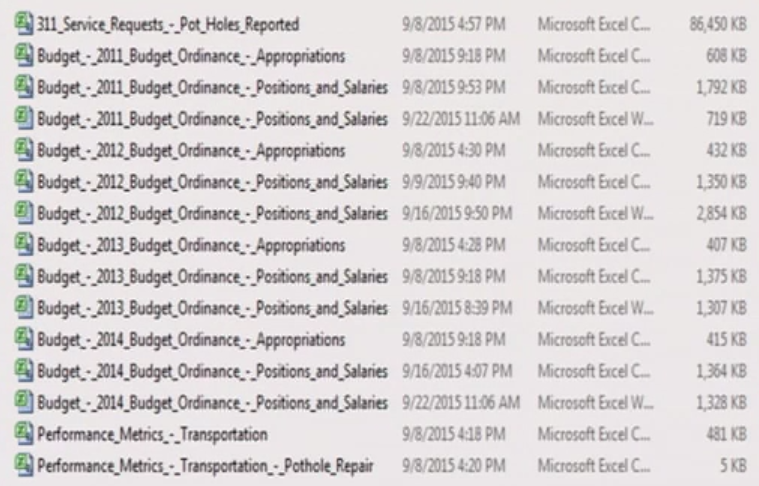 311_Service_Requests_-_Pot_Holes_Reported 9/8/2015 4:57 PM Microsoft Excel C... 86,450 KB
Budget_-_2011_Budget_Ordinance_-_Appropriations 9/8/2015 9:18 PM Microsoft Excel C... 608 KB
Budget_-_2011_Budget_Ordinance_-_Positions_and_Salaries 9/8/2015 9:53 PM Microsoft Excel C... 1,792 KB
Budget_-_2011_Budget_Ordinance_-_Positions_and_Salaries 9/22/2015 11:06 AM Microsoft Excel W... 719 KB
Budget_-_2012_Budget_Ordinance_-_Appropriations 9/8/2015 4:30 PM Microsoft Excel C... 432 KB
Budget_-_2012_Budget_Ordinance_-_Positions_and_Salaries 9/9/2015 9:40 PM Microsoft Excel C... 1,350 KB
Budget_-_2012_Budget_Ordinance_-_Positions_and_Salaries 9/16/2015 9:50 PM Microsoft Excel W... 2,854 KB
Budget_-_2013_Budget_Ordinance_-_Appropriations 9/8/2015 4:28 PM Microsoft Excel C... 407 KB
Budget_-_2013_Budget_Ordinance_-_Positions_and_Salaries 9/8/2015 9:18 PM Microsoft Excel C... 1,375 KB
Budget_-_2013_Budget_Ordinance_-_Positions_and_Salaries 9/16/2015 8:39 PM Microsoft Excel W... 1,307 KB
Budget_-_2014_Budget_Ordinance_-_Appropriations 9/8/2015 9:18 PM Microsoft Excel C... 415 KB
Budget_-_2014_Budget_Ordinance_-_Positions_and_Salaries 9/16/2015 4:07 PM Microsoft Excel C... 1,364 KB
Budget_-_2014_Budget_Ordinance_-_Positions_and_Salaries 9/22/2015 11:06 AM Microsoft Excel W... 1,328 KB
Performance_Metrics_-_Transportation 9/8/2015 4:18 PM Microsoft Excel C... 481 KB
Performance_Metrics_-_Transportation_-_Pothole_Repair 9/8/2015 4:20 PM Microsoft Excel C... 5 KB